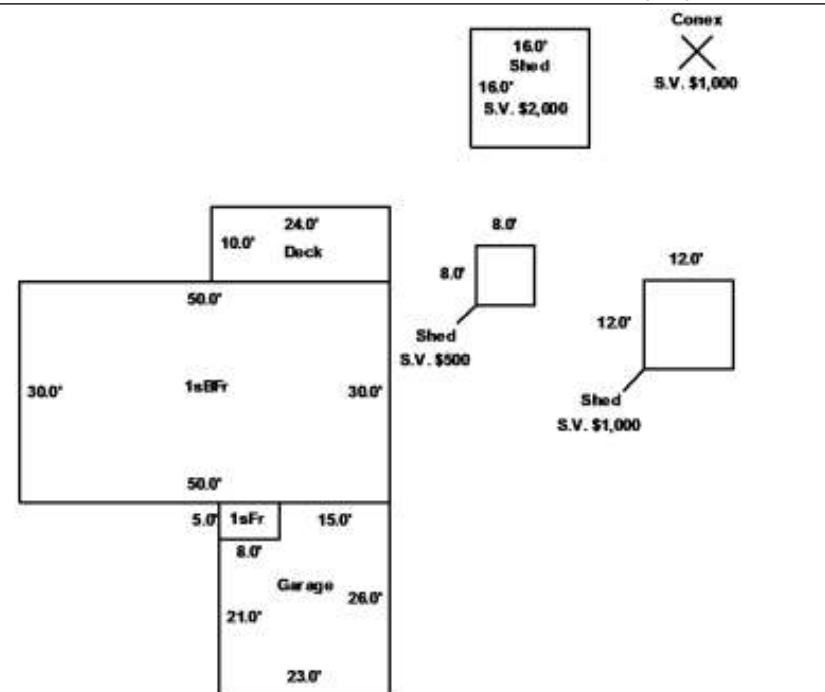 Conex
S.V. $1,000
16.0'
Shed
16.0'
S.V. $2,000
24.0'
10.0'
Deck
8.0'
8.0'
Shed
S.V. $500
12.0'
12.0'
Shed
S.V. $1,000
50.0'
30.0'
1sBFr
30.0'
50.0'
5.0'
1sFr
15.0'
8.0'
Garage
26.0'
21.0'
23.0'